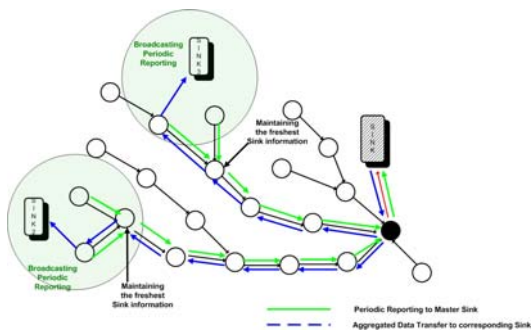 Broadcasting
Periodic
Reporting
SINK
Maintaining
the freshest
Sink information
SINK
SINK2
Broadcasting
Periodic
Reporting
Maintaining
the freshest
Sink information
Periodic Reporting to Master Sink
Aggregated Data Transfer to corresponding Sink